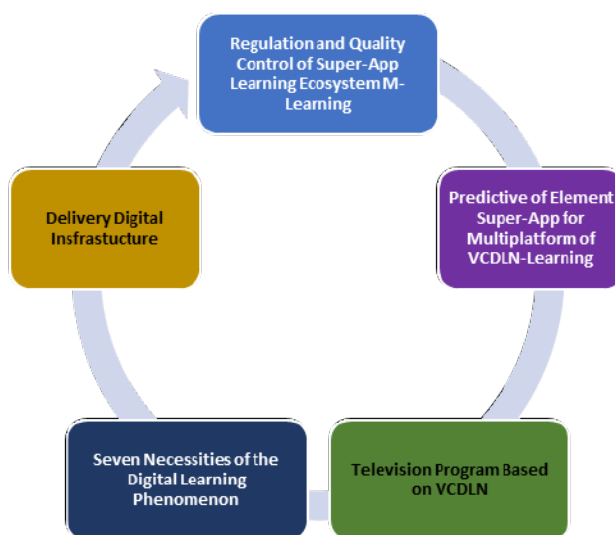 Regulation and Quality
Control of Super-App
Learning Ecosystem M-
Learning
Predictive of Element
Super-App for
Multiplatform of
VCDLN-Learning
Television Program Based
on VCDLN
Seven Necessities of the
Digital Learning
Phenomenon
Delivery Digital
Insfrastucture